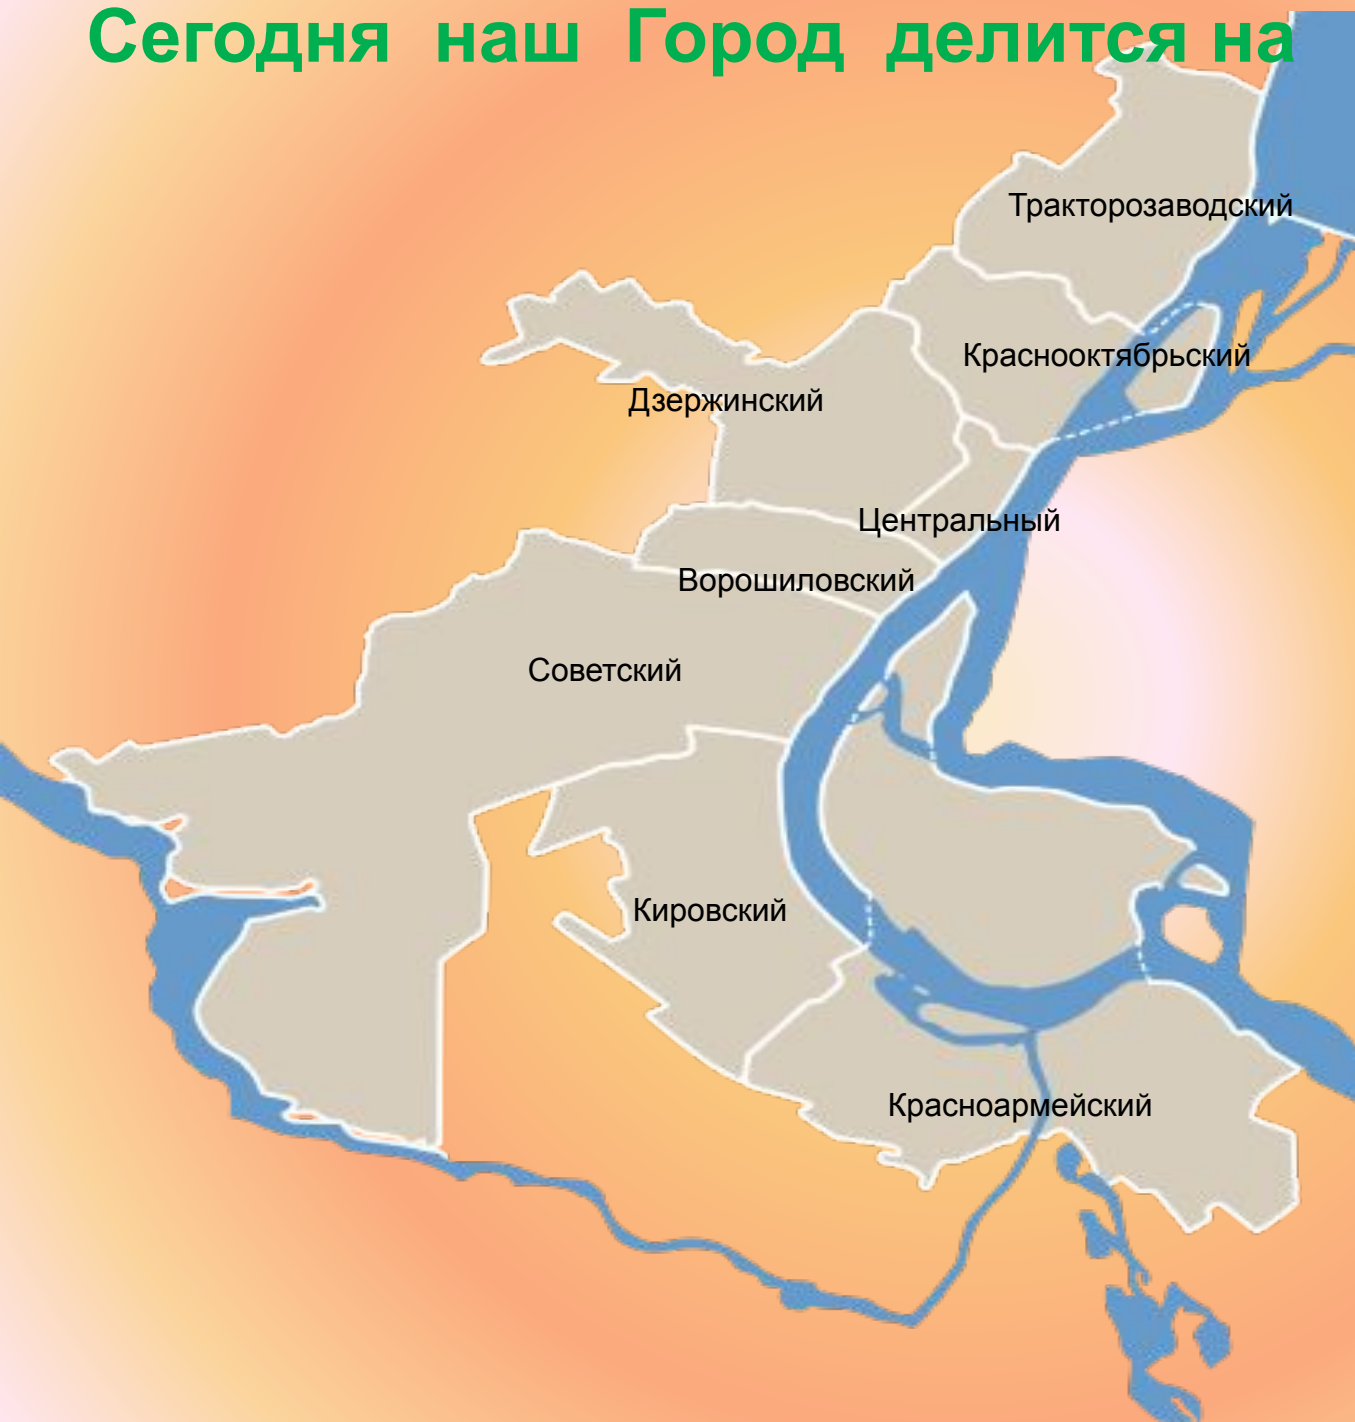 Сегодня наш Город делится на
Тракторозаводский
Краснооктябрьский
Дзержинский
Центральный
Ворошиловский
Советский
Кировский
Красноармейский